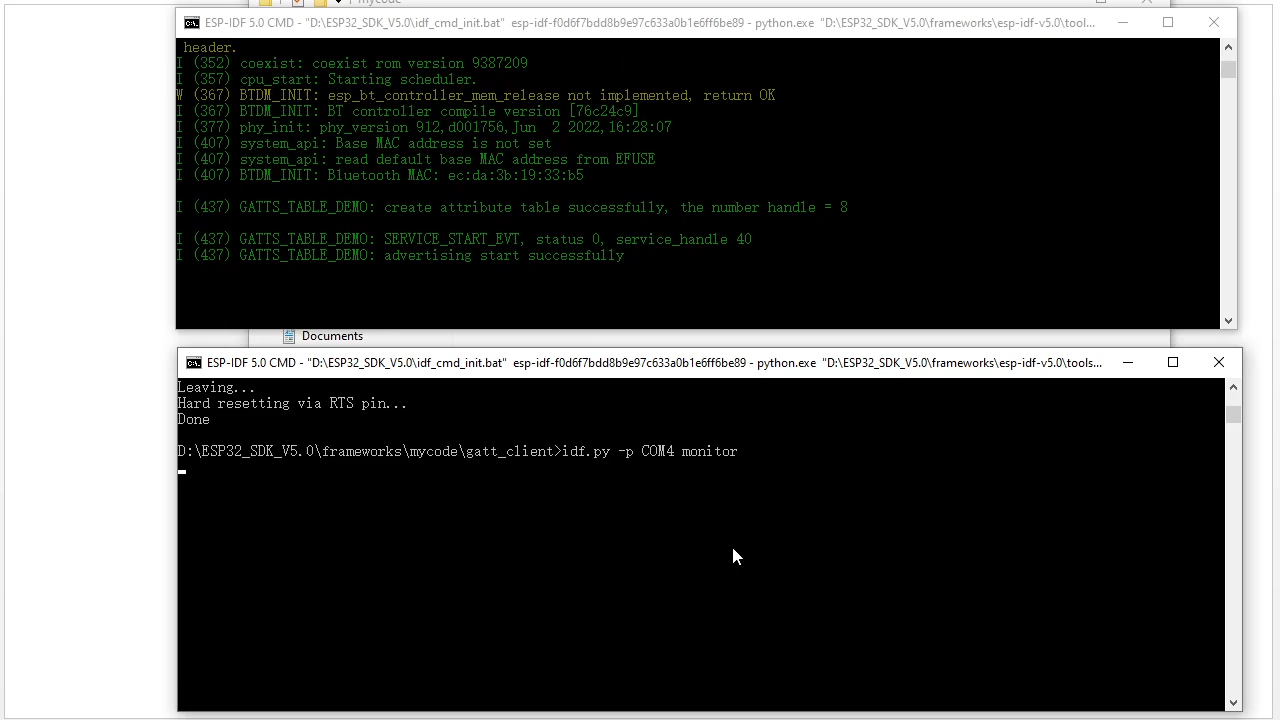 mycode
ESP-IDF 5.0 CMD - "D:\ESP32_SDK_V5.0\idf_cmd_init.bat" esp-idf-f0d6f7bdd8b9e97c633a0b1e6ff6be89 - python.exe "D:\ESP32_SDK_V5.0\frameworks\esp-idf-v5.0\tools...
header.
I (352) coexist: coexist rom version 9387209
I (357) cpu_start: Starting scheduler.
W (367) BTDM_INIT: esp_bt_controller_mem_release not implemented, return OK
I (367) BTDM_INIT: BT controller compile version [76c24c9]
I (377) phy_init: phy_version 912,d001756,Jun  2 2022,16:28:07
I (407) system_api: Base MAC address is not set
I (407) system_api: read default base MAC address from EFUSE
I (407) BTDM_INIT: Bluetooth MAC: ec:da:3b:19:33:b5
I (437) GATTS_TABLE_DEMO: create attribute table successfully, the number handle = 8
I (437) GATTS_TABLE_DEMO: SERVICE_START_EVT, status 0, service_handle 40
I (437) GATTS_TABLE_DEMO: advertising start successfully
Documents
ESP-IDF 5.0 CMD - "D:\ESP32_SDK_V5.0\idf_cmd_init.bat" esp-idf-f0d6f7bdd8b9e97c633a0b1e6ff6be89 - python.exe "D:\ESP32_SDK_V5.0\frameworks\esp-idf-v5.0\tools...
Leaving...
Hard resetting via RTS pin...
Done
D:\ESP32_SDK_V5.0\frameworks\mycode\gatt_client>idf.py -p COM4 monitor